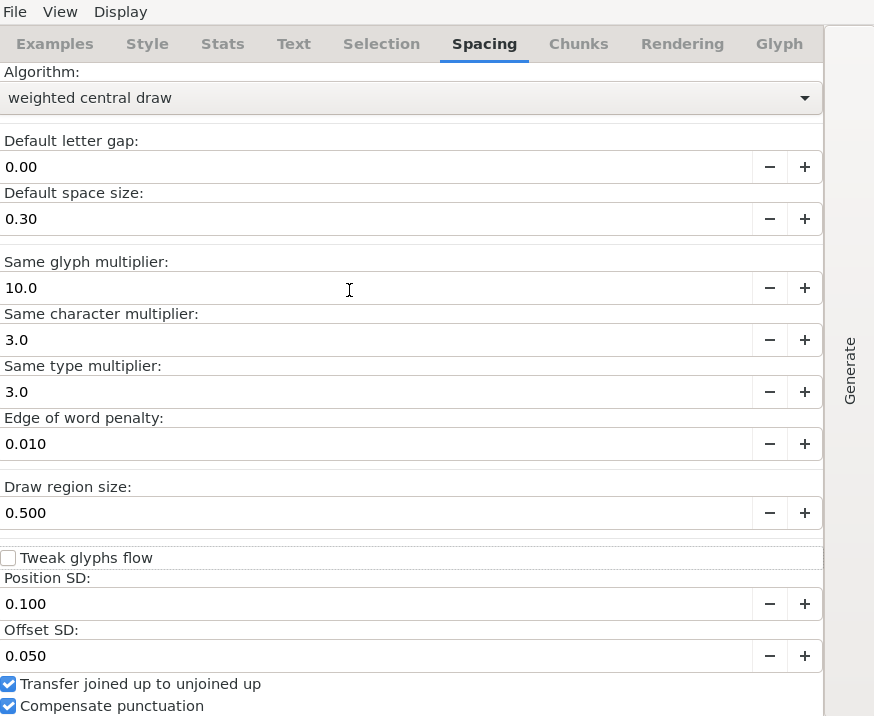 File View Display
Examples Style Stats Text Selection Spacing Chunks Rendering Glyph
Algorithm:
weighted central draw
Default letter gap:
0.00
Default space size:
0.30
Same glyph multiplier:
10.0
Same character multiplier:
3.0
Same type multiplier:
3.0
Edge of word penalty:
0.010
Draw region size:
0.500
Tweak glyphs flow
Position SD:
0.100
Offset SD:
0.050
Transfer joined up to unjoined up
Compensate punctuation
Generate